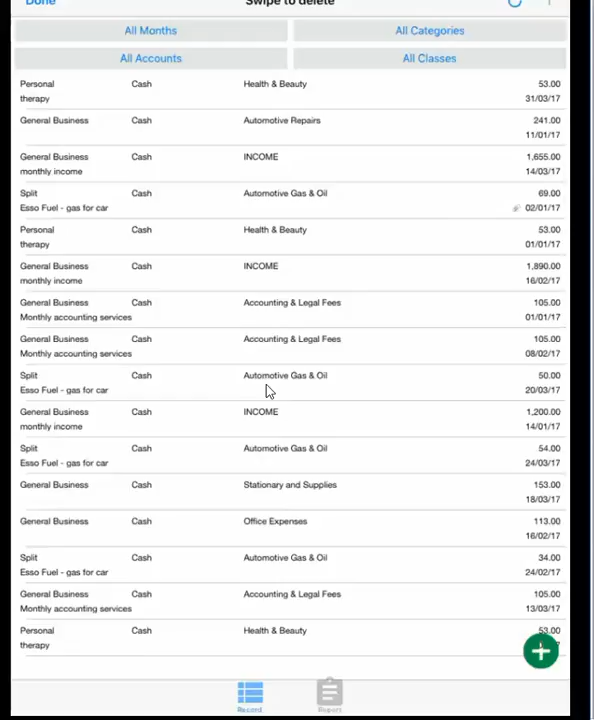 Done Swipe to delete
All Months All Categories
All Accounts All Classes
Personal Cash Health & Beauty 53.00
therapy 31/03/17
General Business Cash Automotive Repairs 241.00
11/01/17
General Business Cash INCOME 1,655.00
monthly income 14/03/17
Split Cash Automotive Gas & Oil 69.00
Esso Fuel - gas for car 02/01/17
Personal Cash Health & Beauty 53.00
therapy 01/01/17
General Business Cash INCOME 1,890.00
monthly income 16/02/17
General Business Cash Accounting & Legal Fees 105.00
Monthly accounting services 01/01/17
General Business Cash Accounting & Legal Fees 105.00
Monthly accounting services 08/02/17
Split Cash Automotive Gas & Oil 50.00
Esso Fuel - gas for car 20/03/17
General Business Cash INCOME 1,200.00
monthly income 14/01/17
Split Cash Automotive Gas & Oil 54.00
Esso Fuel - gas for car 24/03/17
General Business Cash Stationary and Supplies 153.00
18/03/17
General Business Cash Office Expenses 113.00
16/02/17
Split Cash Automotive Gas & Oil 34.00
Esso Fuel - gas for car 24/02/17
General Business Cash Accounting & Legal Fees 105.00
Monthly accounting services 13/03/17
Personal Cash Health & Beauty 53.00
therapy
Record Report